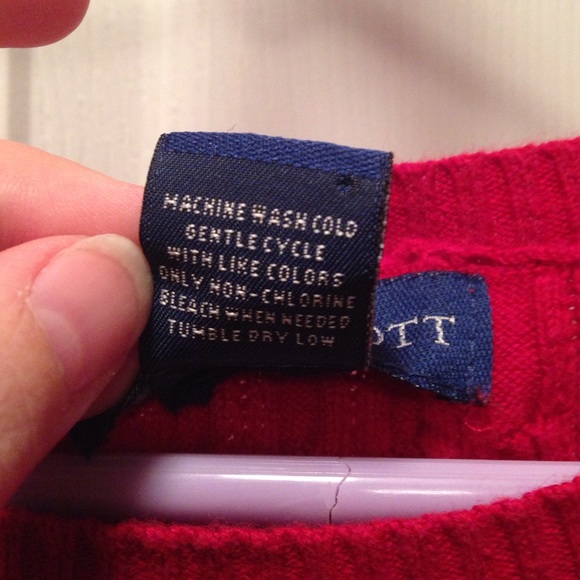 MACHINE WASH COLD
GENTLE CYCLE
WITH LIKE COLORS
ONLY NON-CHLORINE
BLEACH WHEN NEEDED
TUMBLE DRY LOW